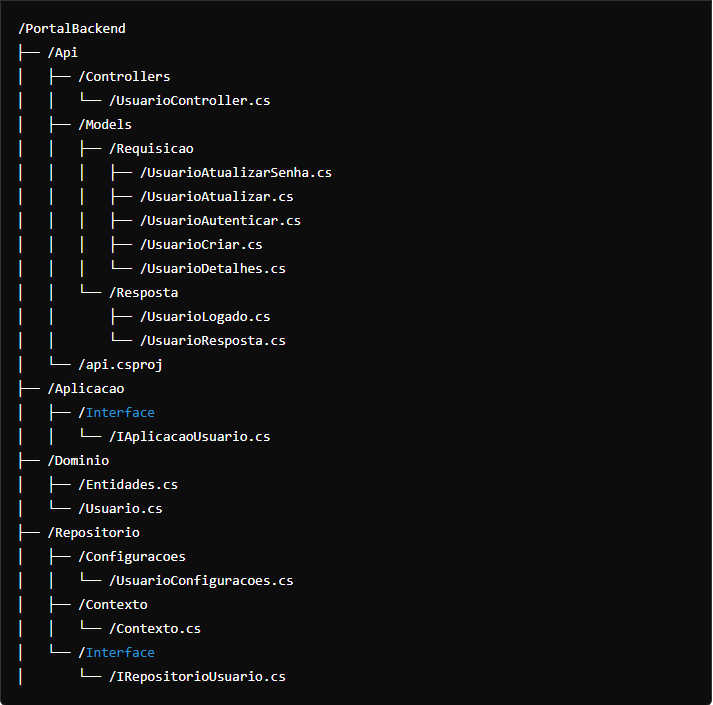 /PortalBackend
├── /Api
│   ├── /Controllers
│   │   └── /UsuarioController.cs
│   ├── /Models
│   │   ├── /Requisicao
│   │   │   ├── /UsuarioAtualizarSenha.cs
│   │   │   ├── /UsuarioAtualizar.cs
│   │   │   ├── /UsuarioAutenticar.cs
│   │   │   ├── /UsuarioCriar.cs
│   │   │   └── /UsuarioDetalhes.cs
│   │   └── /Resposta
│   │       ├── /UsuarioLogado.cs
│   │       └── /UsuarioResposta.cs
│   └── /api.csproj
├── /Aplicacao
│   ├── /Interface
│   │   └── /IAplicacaoUsuario.cs
├── /Dominio
│   ├── /Entidades.cs
│   └── /Usuario.cs
├── /Repositorio
│   ├── /Configuracoes
│   │   └── /UsuarioConfiguracoes.cs
│   ├── /Contexto
│   │   └── /Contexto.cs
│   └── /Interface
│       └── /IRepositorioUsuario.cs